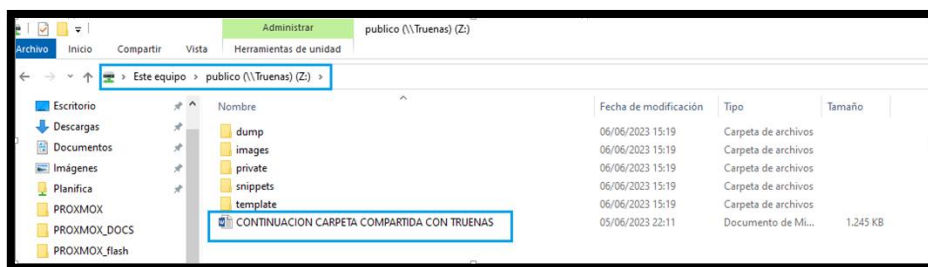 Administrar publico (\\Truenas) (Z:)
Archivo Inicio Compartir Vista Herramientas de unidad
Este equipo > publico (\\Truenas) (Z:) >
Escritorio
Descargas
Documentos
Imágenes
Planifica
PROXMOX
PROXMOX_DOCS
PROXMOX_flash
Nombre Fecha de modificación Tipo Tamaño
dump 06/06/2023 15:19 Carpeta de archivos
images 06/06/2023 15:19 Carpeta de archivos
private 06/06/2023 15:19 Carpeta de archivos
snippets 06/06/2023 15:19 Carpeta de archivos
template 06/06/2023 15:19 Carpeta de archivos
CONTINUACION CARPETA COMPARTIDA CON TRUENAS 05/06/2023 22:11 Documento de Mi... 1.245 KB